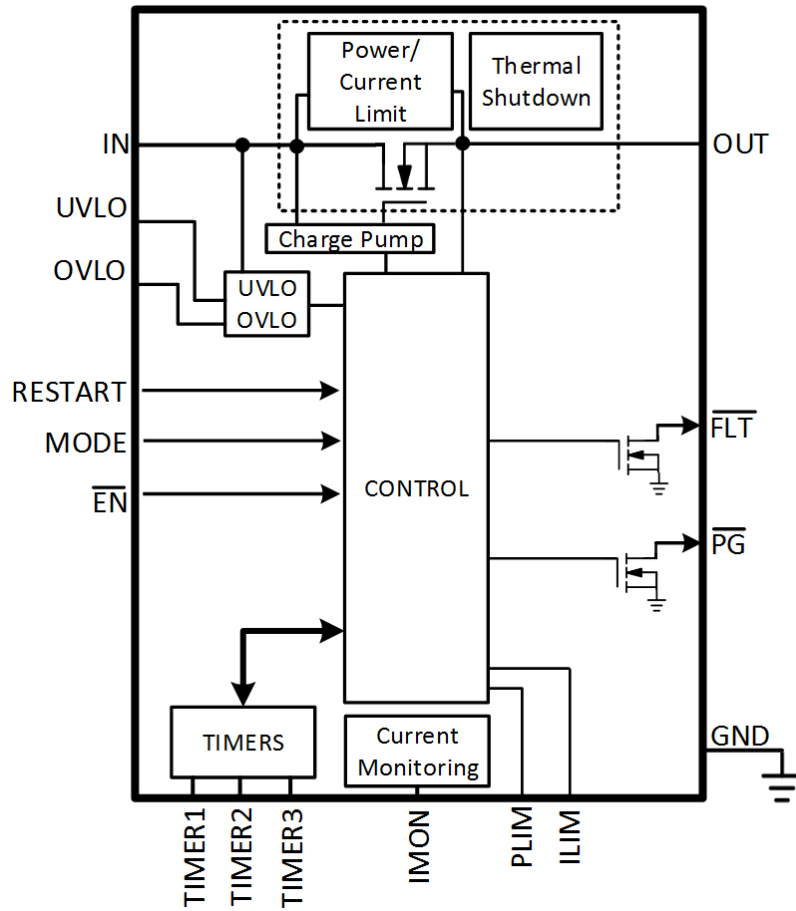 Power/
Current
Limit
Thermal
Shutdown
IN
OUT
UVLO
Charge Pump
OVLO
UVLO
OVLO
RESTART
MODE
EN
CONTROL
FLT
PG
TIMERS
Current
Monitoring
GND
TIMER1
TIMER2
TIMER3
IMON
PLIM
ILIM